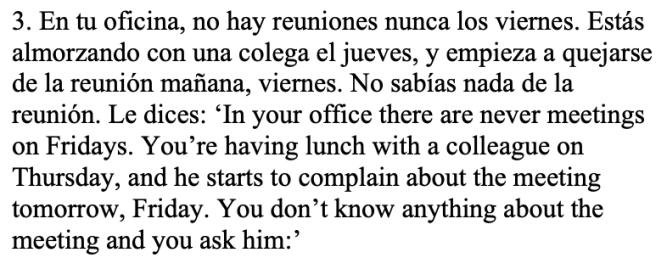 3. En tu oficina, no hay reuniones nunca los viernes. Estás
almorzando con una colega el jueves, y empieza a quejarse
de la reunión mañana, viernes. No sabías nada de la
reunión. Le dices: ‘In your office there are never meetings
on Fridays. You’re having lunch with a colleague on
Thursday, and he starts to complain about the meeting
tomorrow, Friday. You don’t know anything about the
meeting and you ask him:’